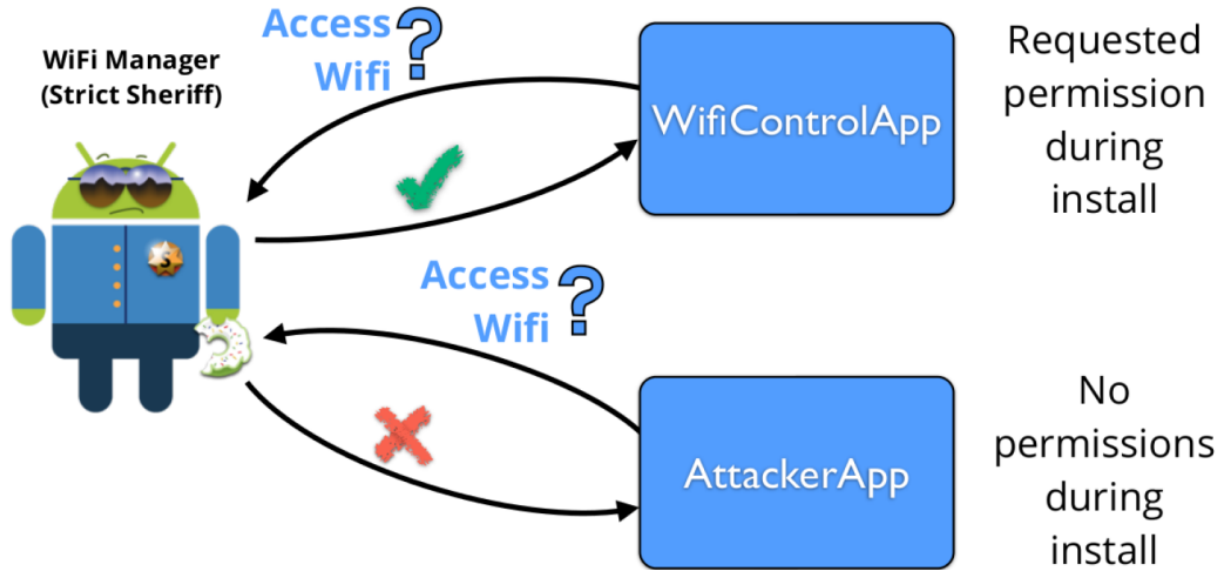 WiFi Manager
(Strict Sheriff)
Access
Wifi
?
WifiControlApp
Requested
permission
during
install
S
Access
Wifi
?
AttackerApp
No
permissions
during
install